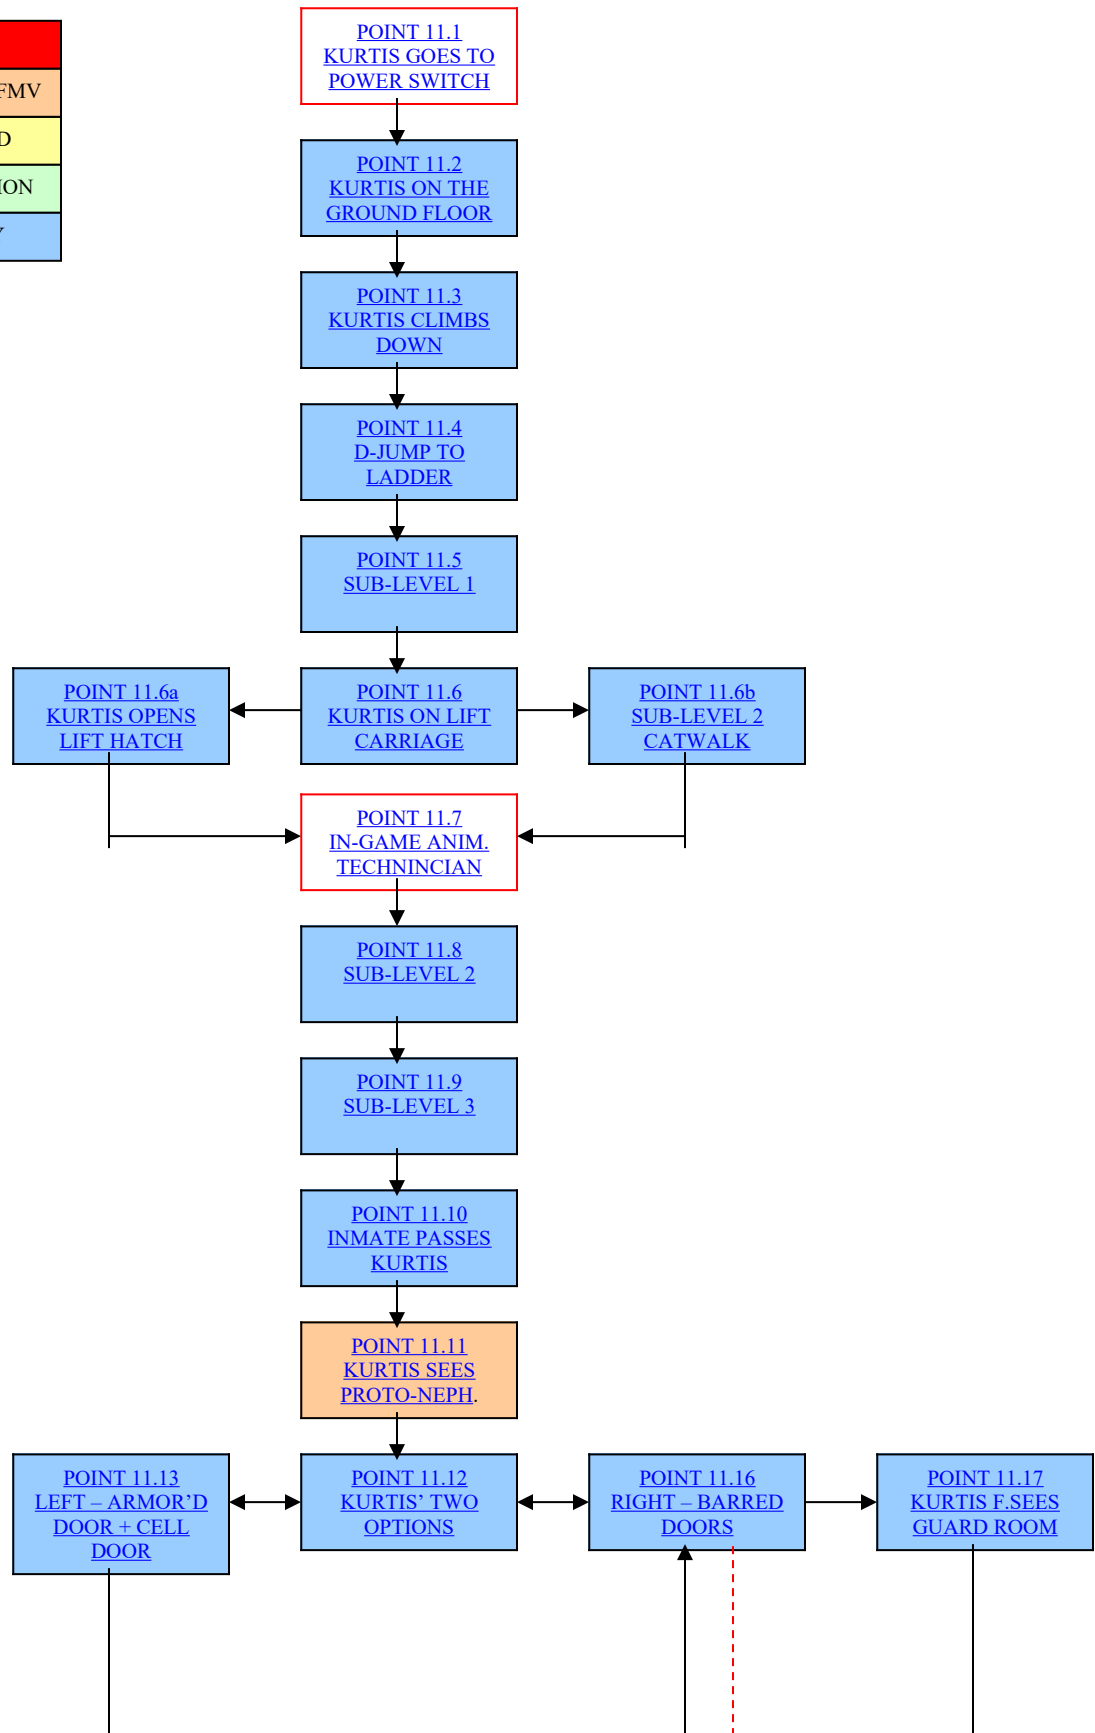 FMV
D
ION
Y
POINT 11.1
KURTIS GOES TO
POWER SWITCH
POINT 11.2
KURTIS ON THE
GROUND FLOOR
POINT 11.3
KURTIS CLIMBS
DOWN
POINT 11.4
D-JUMP TO
LADDER
POINT 11.5
SUB-LEVEL 1
POINT 11.6a
KURTIS OPENS
LIFT HATCH
POINT 11.6
KURTIS ON LIFT
CARRIAGE
POINT 11.6b
SUB-LEVEL 2
CATWALK
POINT 11.7
IN-GAME ANIM.
TECHNINCIAN
POINT 11.8
SUB-LEVEL 2
POINT 11.9
SUB-LEVEL 3
POINT 11.10
INMATE PASSES
KURTIS
POINT 11.11
KURTIS SEES
PROTO-NEPH.
POINT 11.13
LEFT – ARMOR'D
DOOR + CELL
DOOR
POINT 11.12
KURTIS' TWO
OPTIONS
POINT 11.16
RIGHT – BARRED
DOORS
POINT 11.17
KURTIS F.SEES
GUARD ROOM